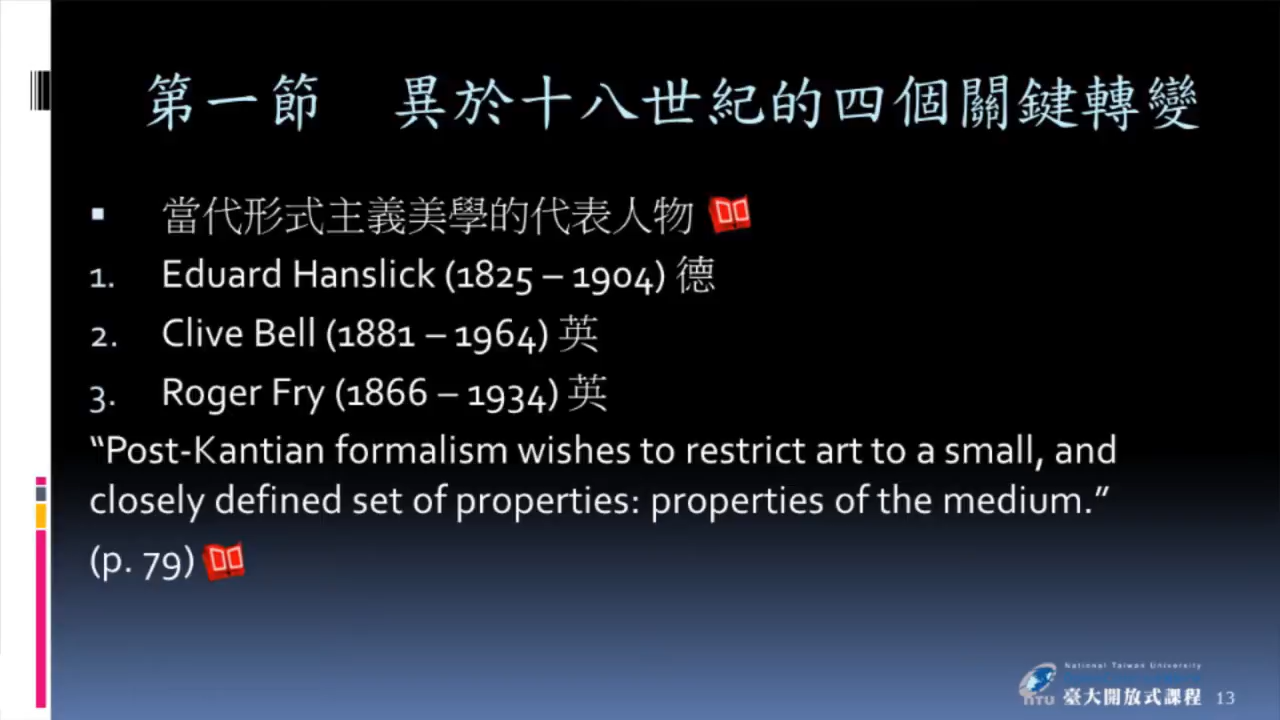 第一節 異於十八世紀的四個關鍵轉變
▪ 當代形式主義美學的代表人物
1. Eduard Hanslick (1825 – 1904) 德
2. Clive Bell (1881 – 1964) 英
3. Roger Fry (1866 – 1934) 英
“Post-Kantian formalism wishes to restrict art to a small, and
closely defined set of properties: properties of the medium.”
(p. 79)
National Taiwan University
NTU 臺大開放式課程 13